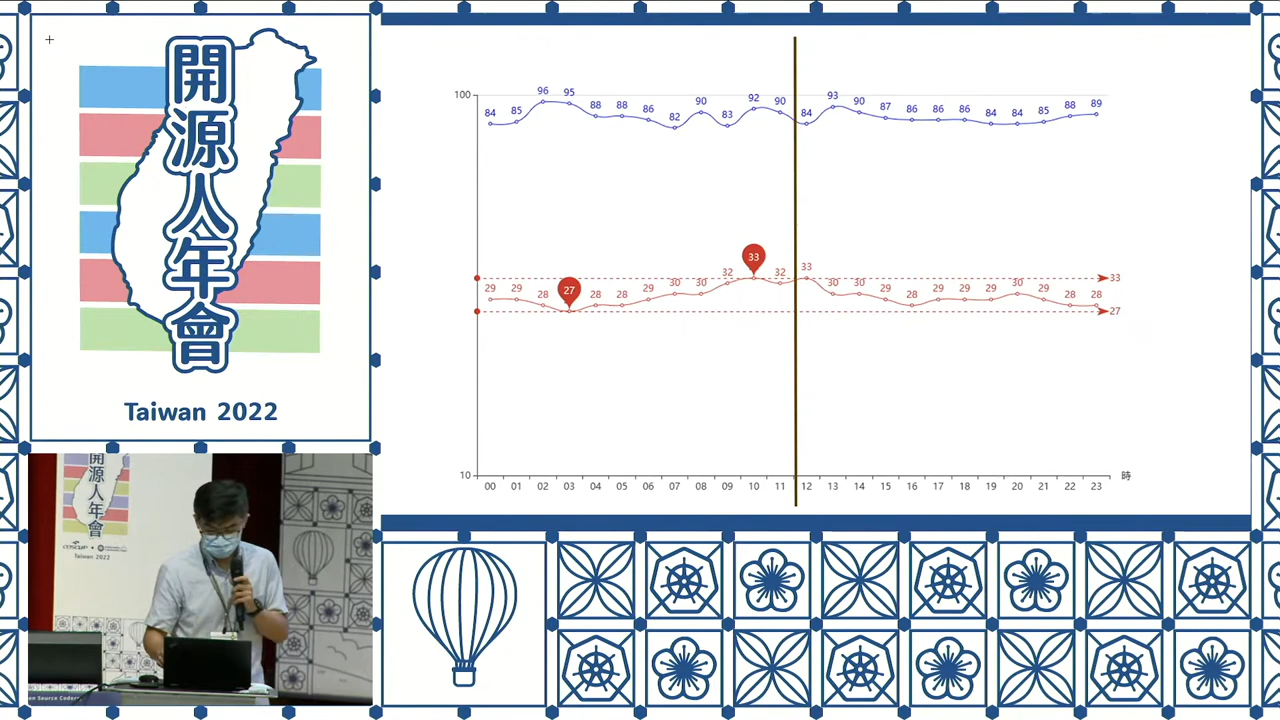 開源人年會
Taiwan 2022
100
84 85 96 95 88 88 86 82 90 83 92 90 84 93 90 87 86 86 86 84 84 85 88 89
33
27
29 29 28 28 28 29 30 30 32 32 33 30 30 29 28 29 29 30 29 28 28
33
27
10
00 01 02 03 04 05 06 07 08 09 10 11 12 13 14 15 16 17 18 19 20 21 22 23 時
開源人年會
Taiwan 2022